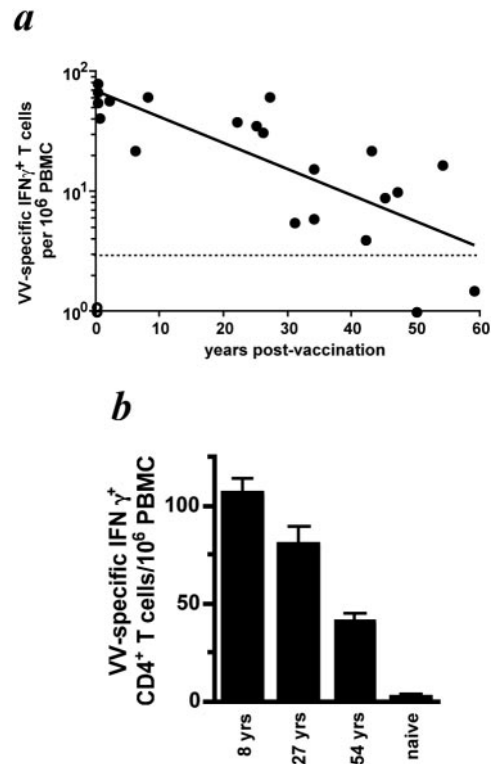 a
VV-specific IFNγ⁺ T cells
per 10⁶ PBMC
10²
10¹
10⁰
0 10 20 30 40 50 60
years post-vaccination
b
VV-specific IFN γ⁺
CD4⁺ T cells/10⁶ PBMC
100
50
0
8 yrs 27 yrs 54 yrs naive